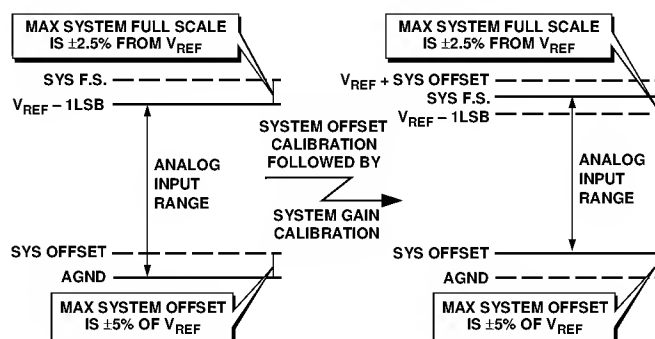 MAX SYSTEM FULL SCALE
IS ±2.5% FROM VREF
SYS F.S.
VREF – 1LSB
ANALOG
INPUT
RANGE
SYS OFFSET
AGND
MAX SYSTEM OFFSET
IS ±5% OF VREF
SYSTEM OFFSET
CALIBRATION
FOLLOWED BY
SYSTEM GAIN
CALIBRATION
MAX SYSTEM FULL SCALE
IS ±2.5% FROM VREF
VREF + SYS OFFSET
SYS F.S.
VREF – 1LSB
ANALOG
INPUT
RANGE
SYS OFFSET
AGND
MAX SYSTEM OFFSET
IS ±5% OF VREF